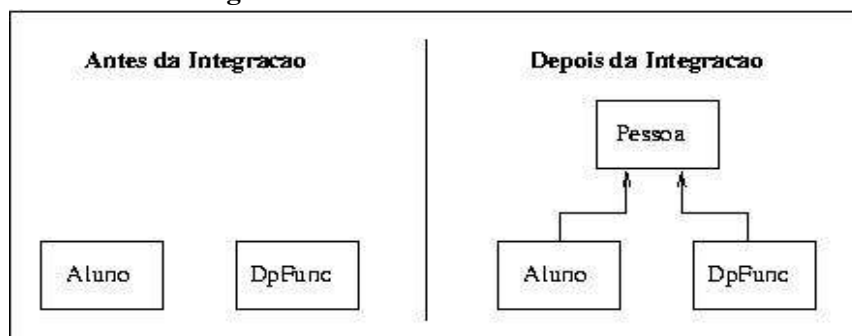 Antes da Integracao
Depois da Integracao
Pessoa
Aluno
DpFunc
Aluno
DpFunc